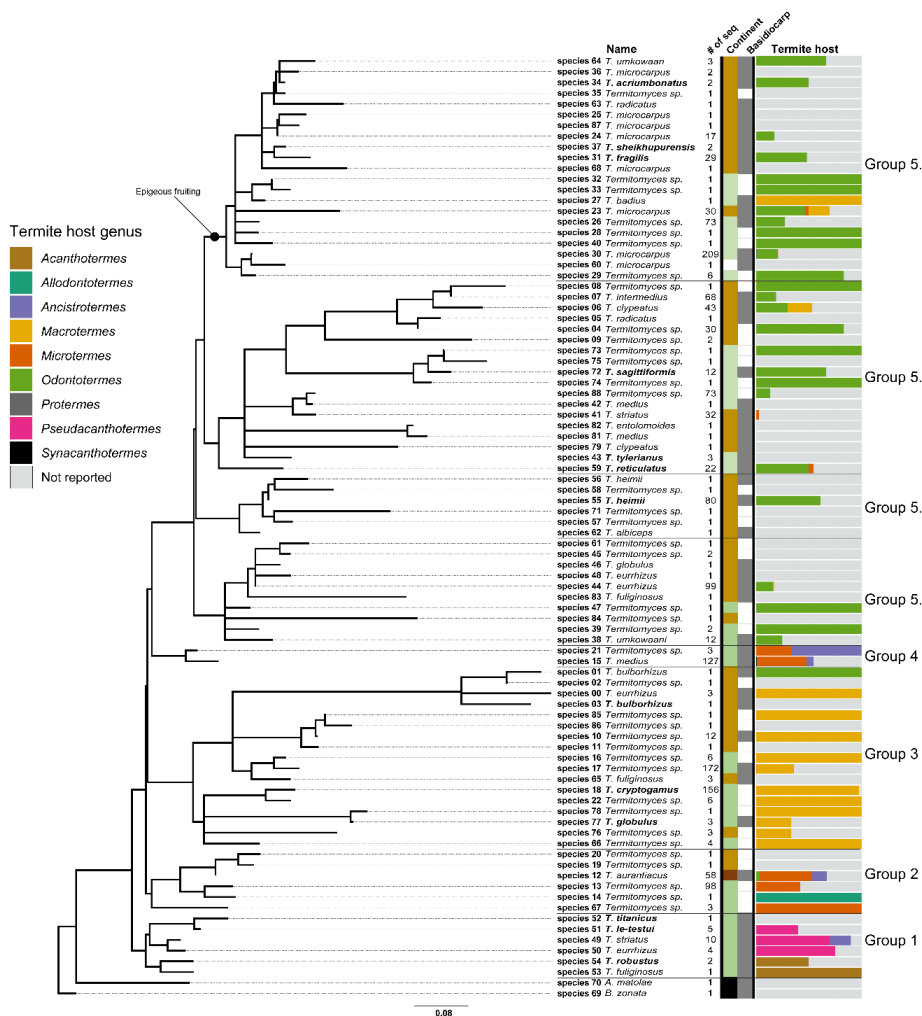 Name # of seq Continent Basidiocarp Termite host
species 64 T. umkowaan 3
species 36 T. microcarpus 2
species 34 T. acriumbonatus 2
species 35 Termitomyces sp. 1
species 63 T. radicatus 1
species 25 T. microcarpus 1
species 87 T. microcarpus 1
species 24 T. microcarpus 17
species 37 T. sheikhupurensis 2
species 31 T. fragilis 29
Group 5.
species 68 T. microcarpus 1
species 32 Termitomyces sp. 1
species 33 Termitomyces sp. 1
Epigeous fruiting
species 27 T. badius 1
species 23 T. microcarpus 30
species 26 Termitomyces sp. 73
species 28 Termitomyces sp. 1
species 40 Termitomyces sp. 1
species 30 T. microcarpus 209
species 60 T. microcarpus 1
species 29 Termitomyces sp. 6
Termite host genus
Acanthotermes
Allodontotermes
Ancistrotermes
Macrotermes
Microtermes
Odontotermes
Protermes
Pseudacanthotermes
Synacanthotermes
Not reported
species 08 Termitomyces sp. 1
species 07 T. intermedius 68
species 06 T. clypeatus 43
species 05 T. radicatus 1
species 04 Termitomyces sp. 30
species 09 Termitomyces sp. 2
species 73 Termitomyces sp. 1
species 75 Termitomyces sp. 1
species 72 T. sagittiformis 12
Group 5.
species 74 Termitomyces sp. 1
species 88 Termitomyces sp. 73
species 42 T. medius 1
species 41 T. striatus 32
species 82 T. entolomoides 1
species 81 T. medius 1
species 79 T. clypeatus 1
species 43 T. tylerianus 3
species 59 T. reticulatus 22
species 56 T. heimii 1
species 58 Termitomyces sp. 1
species 55 T. heimii 80
Group 5.
species 71 Termitomyces sp. 1
species 57 Termitomyces sp. 1
species 62 T. albiceps 1
species 61 Termitomyces sp. 1
species 45 Termitomyces sp. 2
species 46 T. globulus 1
species 48 T. eurrhizus 1
species 44 T. eurrhizus 99
Group 5.
species 83 T. fuliginosus 1
species 47 Termitomyces sp. 1
species 84 Termitomyces sp. 1
species 39 Termitomyces sp. 2
species 38 T. umkowaani 12
species 21 Termitomyces sp. 3
Group 4
species 15 T. medius 127
species 01 T. bulborhizus 1
species 02 Termitomyces sp. 1
species 00 T. eurrhizus 3
species 03 T. bulborhizus 1
species 85 Termitomyces sp. 1
species 86 Termitomyces sp. 1
species 10 Termitomyces sp. 12
species 11 Termitomyces sp. 1
Group 3
species 16 Termitomyces sp. 6
species 17 Termitomyces sp. 172
species 65 T. fuliginosus 3
species 18 T. cryptogamus 156
species 22 Termitomyces sp. 6
species 78 Termitomyces sp. 1
species 77 T. globulus 3
species 76 Termitomyces sp. 3
species 66 Termitomyces sp. 4
species 20 Termitomyces sp. 1
species 19 Termitomyces sp. 1
species 12 T. aurantiacus 58
Group 2
species 13 Termitomyces sp. 98
species 14 Termitomyces sp. 1
species 67 Termitomyces sp. 3
species 52 T. titanicus 1
species 51 T. le-testui 5
species 49 T. striatus 10
Group 1
species 50 T. eurrhizus 4
species 54 T. robustus 2
species 53 T. fuliginosus 1
species 70 A. matolae 1
species 69 B. zonata 1
0.08